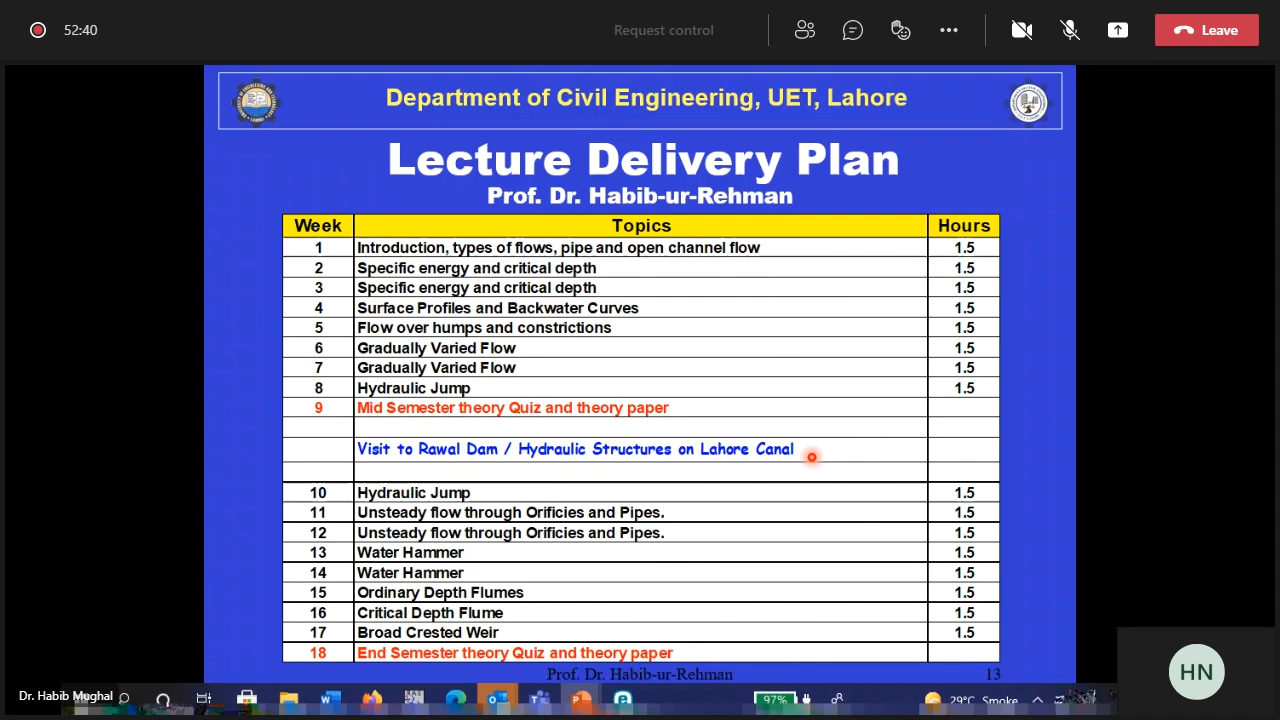 52:40
Request control
Leave
Department of Civil Engineering, UET, Lahore
Lecture Delivery Plan
Prof. Dr. Habib-ur-Rehman
Week Topics Hours
1 Introduction, types of flows, pipe and open channel flow 1.5
2 Specific energy and critical depth 1.5
3 Specific energy and critical depth 1.5
4 Surface Profiles and Backwater Curves 1.5
5 Flow over humps and constrictions 1.5
6 Gradually Varied Flow 1.5
7 Gradually Varied Flow 1.5
8 Hydraulic Jump 1.5
9 Mid Semester theory Quiz and theory paper
Visit to Rawal Dam / Hydraulic Structures on Lahore Canal
10 Hydraulic Jump 1.5
11 Unsteady flow through Orificies and Pipes. 1.5
12 Unsteady flow through Orificies and Pipes. 1.5
13 Water Hammer 1.5
14 Water Hammer 1.5
15 Ordinary Depth Flumes 1.5
16 Critical Depth Flume 1.5
17 Broad Crested Weir 1.5
18 End Semester theory Quiz and theory paper
Prof. Dr. Habib-ur-Rehman 13
HN
Dr. Habib Mughal
97%
29°C Smoke